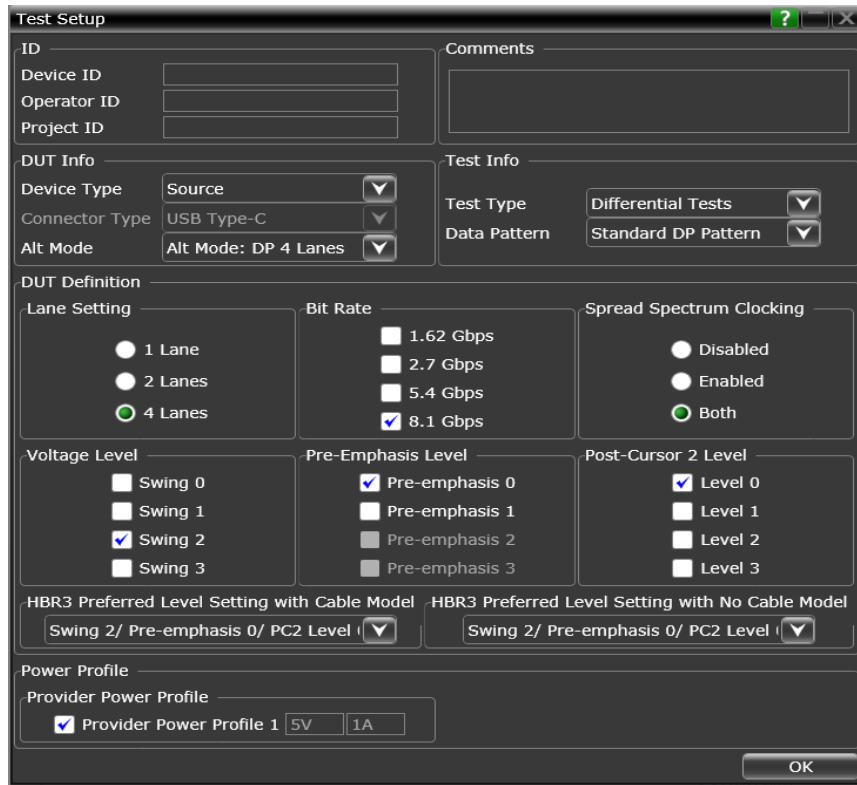 Test Setup
?
ID
Device ID
Operator ID
Project ID
Comments
DUT Info
Device Type Source
Connector Type USB Type-C
Alt Mode Alt Mode: DP 4 Lanes
Test Info
Test Type Differential Tests
Data Pattern Standard DP Pattern
DUT Definition
Lane Setting
1 Lane
2 Lanes
4 Lanes
Bit Rate
1.62 Gbps
2.7 Gbps
5.4 Gbps
8.1 Gbps
Spread Spectrum Clocking
Disabled
Enabled
Both
Voltage Level
Swing 0
Swing 1
Swing 2
Swing 3
Pre-Emphasis Level
Pre-emphasis 0
Pre-emphasis 1
Pre-emphasis 2
Pre-emphasis 3
Post-Cursor 2 Level
Level 0
Level 1
Level 2
Level 3
HBR3 Preferred Level Setting with Cable Model
Swing 2/ Pre-emphasis 0/ PC2 Level
HBR3 Preferred Level Setting with No Cable Model
Swing 2/ Pre-emphasis 0/ PC2 Level
Power Profile
Provider Power Profile
Provider Power Profile 1 5V 1A
OK